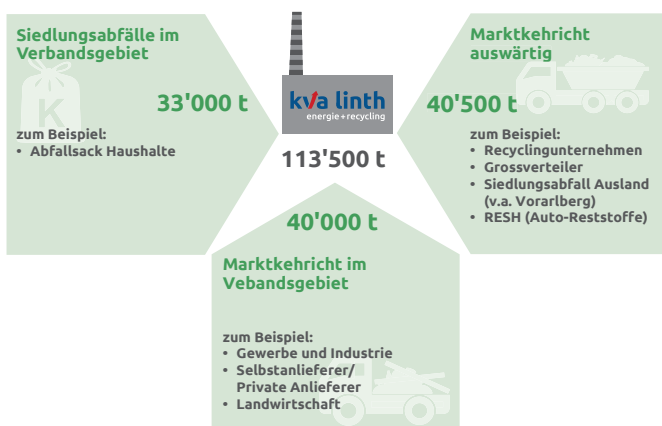 Siedlungsabfälle im
Verbandsgebiet
K
33'000 t
zum Beispiel:
• Abfallsack Haushalte
kva linth
energie+recycling
113'500 t
Marktkehricht
auswärtig
40'500 t
zum Beispiel:
• Recyclingunternehmen
• Grossverteiler
• Siedlungsabfall Ausland
(v.a. Vorarlberg)
• RESH (Auto-Reststoffe)
40'000 t
Marktkehricht im
Vebandsgebiet
zum Beispiel:
• Gewerbe und Industrie
• Selbstanlieferer/
Private Anlieferer
• Landwirtschaft